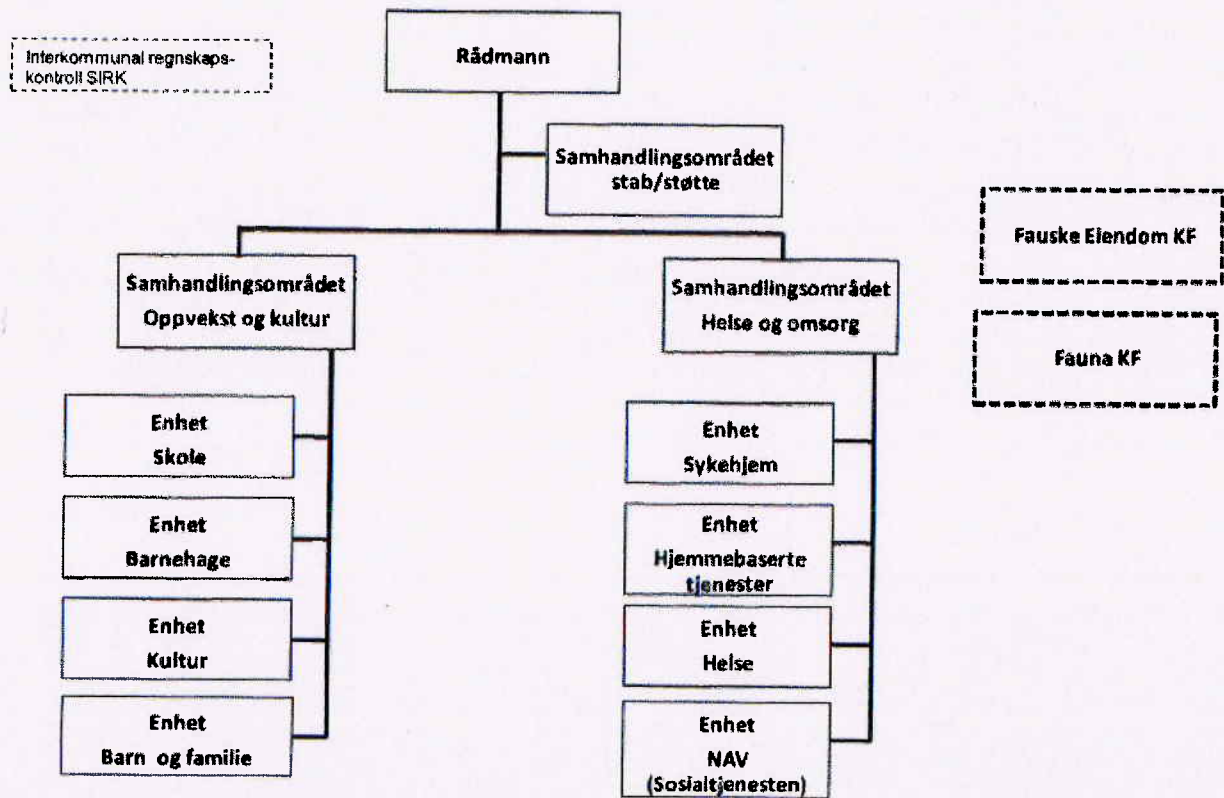 Interkommunal regnskaps-
kontroll SIRK
Rådmann
Samhandlingsområdet
stab/støtte
Fauske Eiendom KF
Fauna KF
Samhandlingsområdet
Oppvekst og kultur
Samhandlingsområdet
Helse og omsorg
Enhet
Skole
Enhet
Barnehage
Enhet
Kultur
Enhet
Barn og familie
Enhet
Sykehjem
Enhet
Hjemmebaserte
tjenester
Enhet
Helse
Enhet
NAV
(Sosialtjenesten)